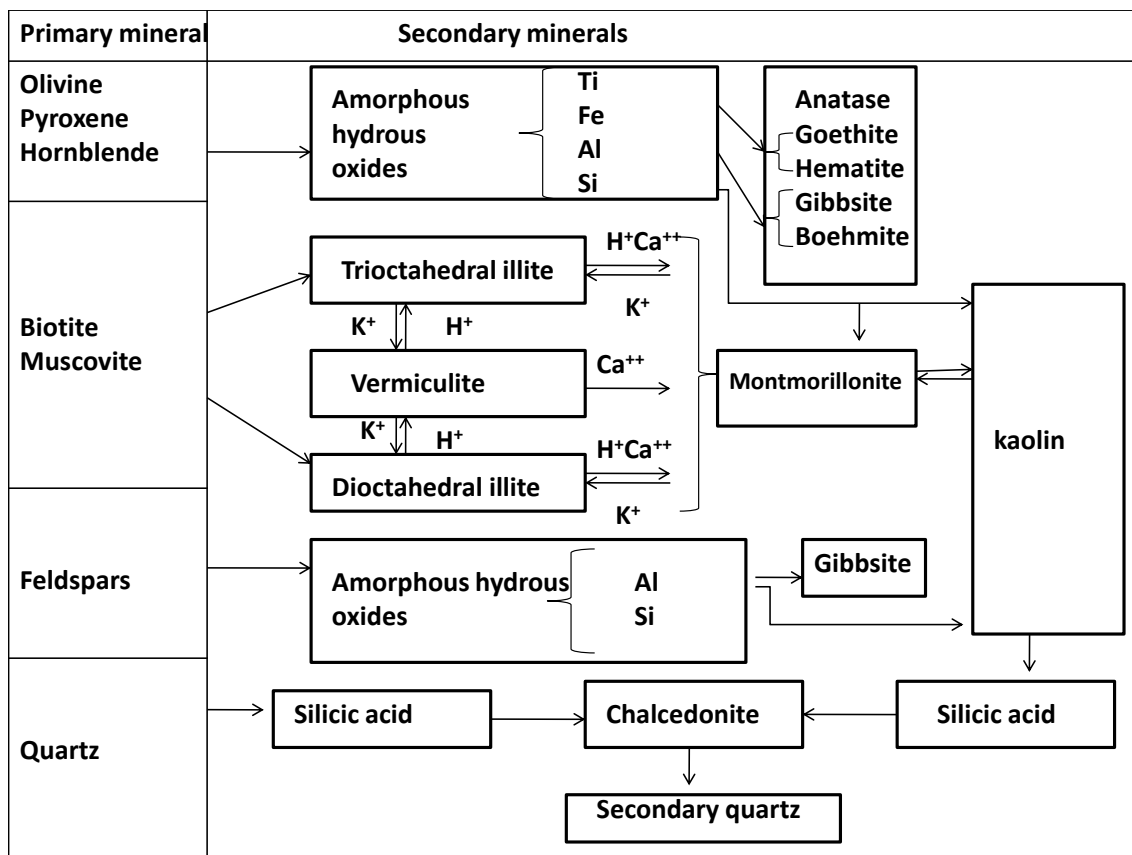 Primary mineral
Secondary minerals
Olivine
Pyroxene
Hornblende
Amorphous
hydrous
oxides
Ti
Fe
Al
Si
Anatase
Goethite
Hematite
Gibbsite
Boehmite
Biotite
Muscovite
Trioctahedral illite
H⁺Ca⁺⁺
K⁺
K⁺
H⁺
Vermiculite
Ca⁺⁺
K⁺
H⁺
Dioctahedral illite
H⁺Ca⁺⁺
K⁺
Montmorillonite
kaolin
Feldspars
Amorphous hydrous
oxides
Al
Si
Gibbsite
Quartz
Silicic acid
Chalcedonite
Silicic acid
Secondary quartz